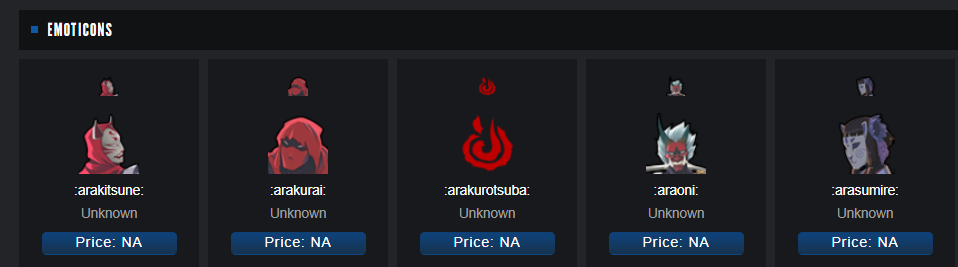 EMOTICONS
:arakitsune: :arakurai: :arakurotsuba: :araoni: :arasumire:
Unknown Unknown Unknown Unknown Unknown
Price: NA Price: NA Price: NA Price: NA Price: NA